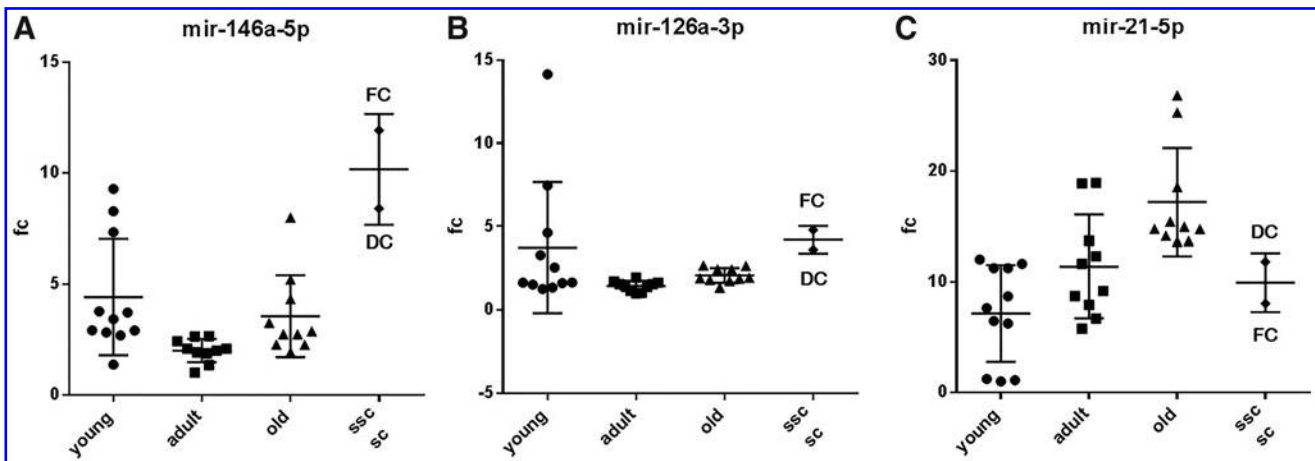 A mir-146a-5p
fc
15
10
5
0
FC
DC
young
adult
old
ssc
sc
B mir-126a-3p
15
10
5
0
-5
FC
DC
young
adult
old
ssc
sc
C mir-21-5p
fc
30
20
10
0
DC
FC
young
adult
old
ssc
sc